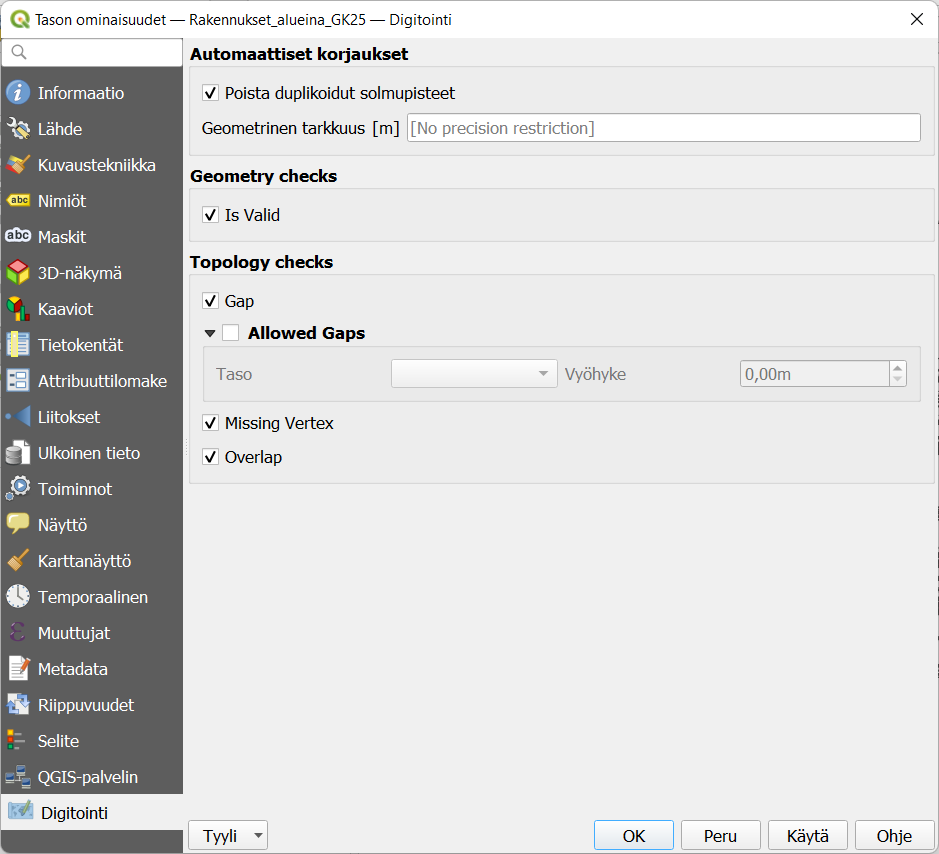 Tason ominaisuudet — Rakennukset_alueina_GK25 — Digitointi
Informaatio
Lähde
Kuvaustekniikka
abc Nimiöt
abc Maskit
3D-näkymä
Kaaviot
Tietokentät
Attribuuttilomake
Liitokset
Ulkoinen tieto
Toiminnot
Näyttö
Karttanäyttö
Temporaalinen
Muuttujat
Metadata
Riippuvuudet
Selite
QGIS-palvelin
Digitointi
Automaattiset korjaukset
Poista duplikoidut solmupisteet
Geometrinen tarkkuus [m] [No precision restriction]
Geometry checks
Is Valid
Topology checks
Gap
Allowed Gaps
Taso Vyöhyke 0,00m
Missing Vertex
Overlap
Tyyli OK Peru Käytä Ohje